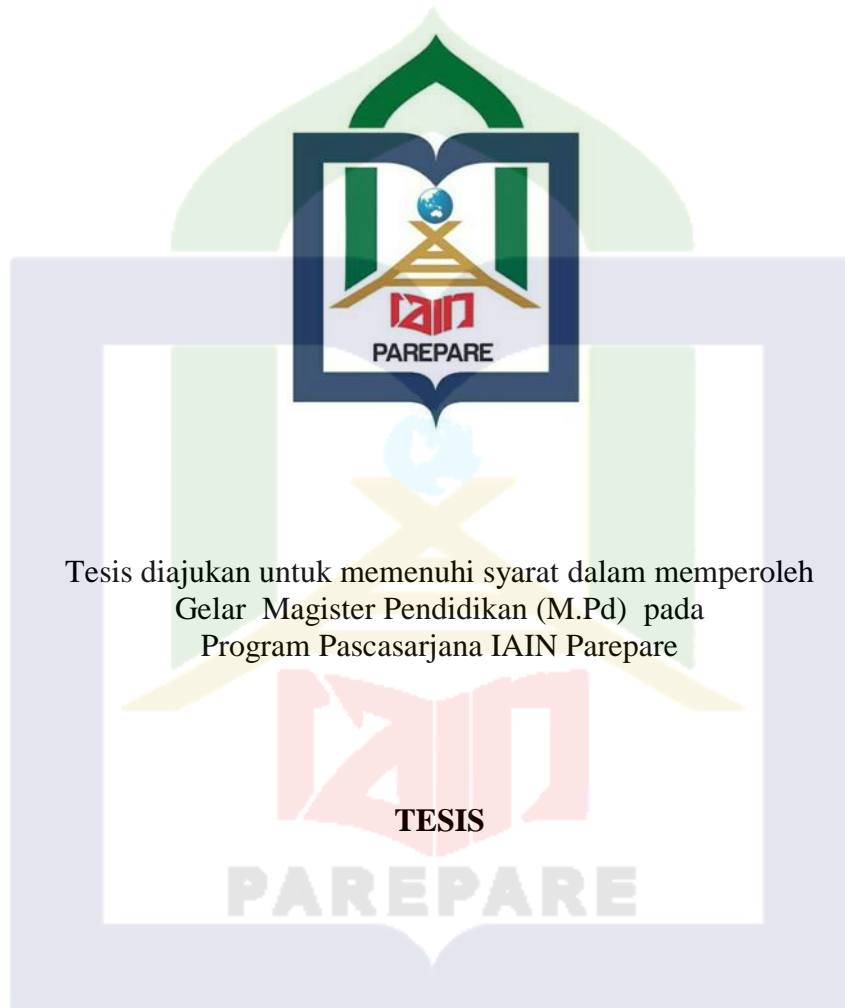 IAIN
PAREPARE
Tesis diajukan untuk memenuhi syarat dalam memperoleh
Gelar Magister Pendidikan (M.Pd) pada
Program Pascasarjana IAIN Parepare
IAIN
TESIS
PAREPARE